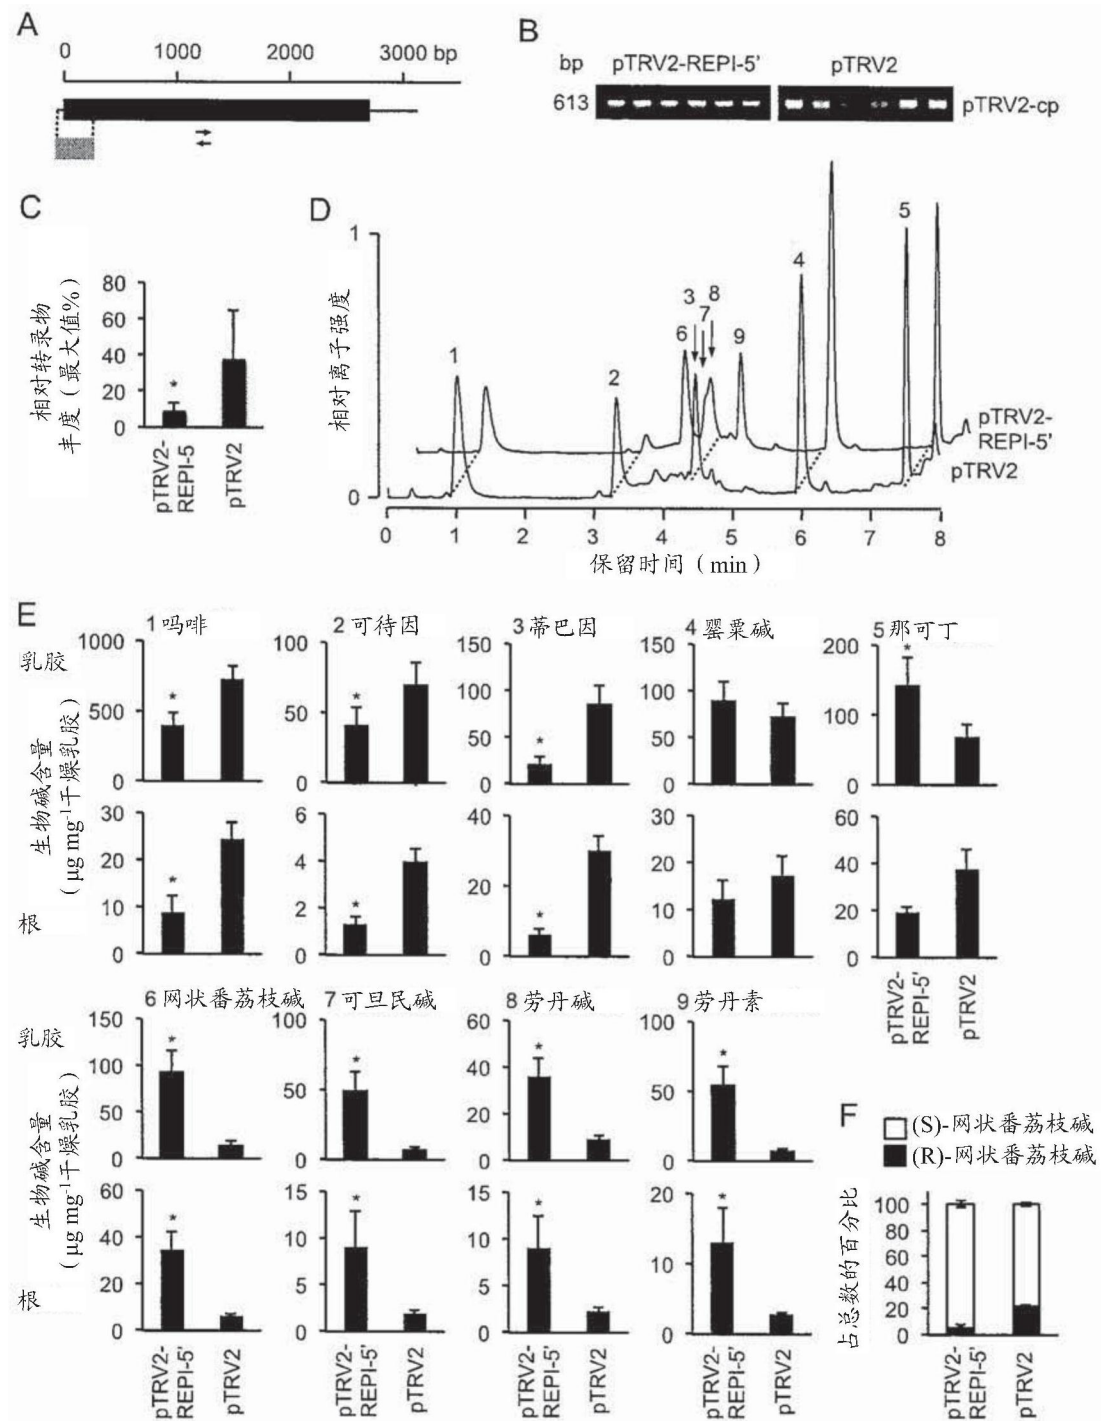 A
0 1000 2000 3000 bp
B
bp pTRV2-REPI-5' pTRV2
613 pTRV2-cp
C
相对转录物
丰度（最大值%）
80
60
40
20
0
*
pTRV2-
REPI-5
pTRV2
D
相对离子强度
1
0
1
2
6
3
7
8
9
4
5
pTRV2-
REPI-5'
pTRV2
0 1 2 3 4 5 6 7 8
保留时间（min）
E
乳胶
根
生物碱含量
（μg mg⁻¹干燥乳胶）
1 吗啡
1000
500
0
*
30
20
10
0
*
2 可待因
100
50
0
*
6
4
2
0
*
3 蒂巴因
150
100
50
0
*
40
20
0
*
4 罂粟碱
150
100
50
0
30
20
10
0
5 那可丁
200
100
0
*
60
40
20
0
pTRV2-
REPI-5'
pTRV2
乳胶
根
生物碱含量
（μg mg⁻¹干燥乳胶）
6 网状番荔枝碱
150
100
50
0
*
60
40
20
0
*
pTRV2-
REPI-5'
pTRV2
7 可旦民碱
100
50
0
*
15
10
5
0
*
pTRV2-
REPI-5'
pTRV2
8 劳丹碱
60
40
20
0
*
15
10
5
0
*
pTRV2-
REPI-5'
pTRV2
9 劳丹素
100
50
0
*
20
10
0
*
pTRV2-
REPI-5'
pTRV2
F
(S)-网状番荔枝碱
(R)-网状番荔枝碱
占总数的百分比
100
80
60
40
20
0
pTRV2-
REPI-5'
pTRV2